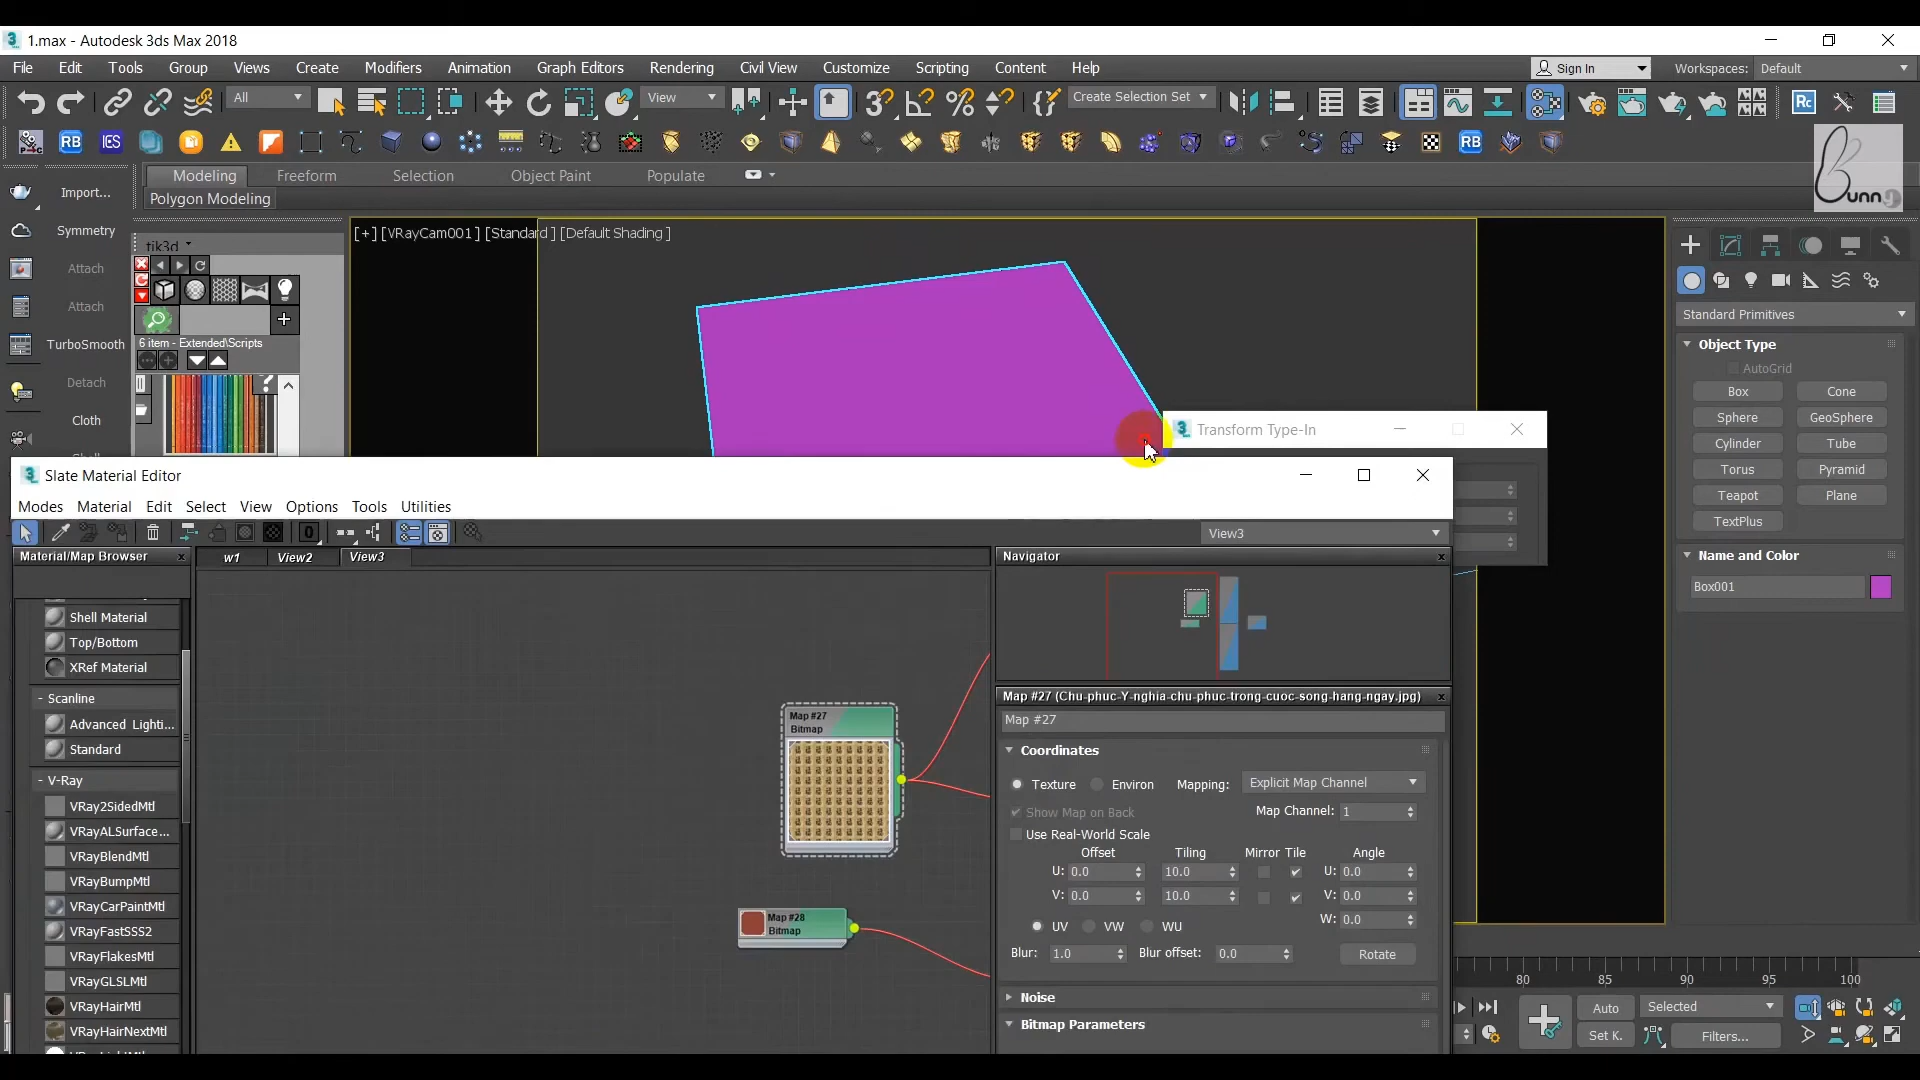 1.max - Autodesk 3ds Max 2018
File Edit Tools Group Views Create Modifiers Animation Graph Editors Rendering Civil View Customize Scripting Content Help
Sign In Workspaces: Default
All View Create Selection Set
Rc
RB IES RB
Bunny
Modeling Freeform Selection Object Paint Populate
Polygon Modeling
Import...
Symmetry
Attach
Attach
TurboSmooth
Detach
Cloth
tik3d
6 item - Extended\Scripts
[+] [VRayCam001] [Standard] [Default Shading]
Standard Primitives
Object Type
AutoGrid
Box Cone
Sphere GeoSphere
Cylinder Tube
Torus Pyramid
Teapot Plane
TextPlus
Name and Color
Box001
Transform Type-In
Slate Material Editor
Modes Material Edit Select View Options Tools Utilities
View3
Material/Map Browser
w1 View2 View3
Navigator
Shell Material
Top/Bottom
XRef Material
- Scanline
Advanced Lighti...
Standard
- V-Ray
VRay2SidedMtl
VRayALSurface...
VRayBlendMtl
VRayBumpMtl
VRayCarPaintMtl
VRayFastSSS2
VRayFlakesMtl
VRayGLSLMtl
VRayHairMtl
VRayHairNextMtl
Map #27
Bitmap
Map #28
Bitmap
Map #27 (Chu-phuc-Y-nghia-chu-phuc-trong-cuoc-song-hang-ngay.jpg)
Map #27
Coordinates
Texture Environ Mapping: Explicit Map Channel
Show Map on Back Map Channel: 1
Use Real-World Scale
Offset Tiling Mirror Tile Angle
U: 0.0 10.0 U: 0.0
V: 0.0 10.0 V: 0.0
W: 0.0
UV VW WU
Blur: 1.0 Blur offset: 0.0 Rotate
Noise
Bitmap Parameters
80 85 90 95 100
Auto Selected
Set K. Filters...